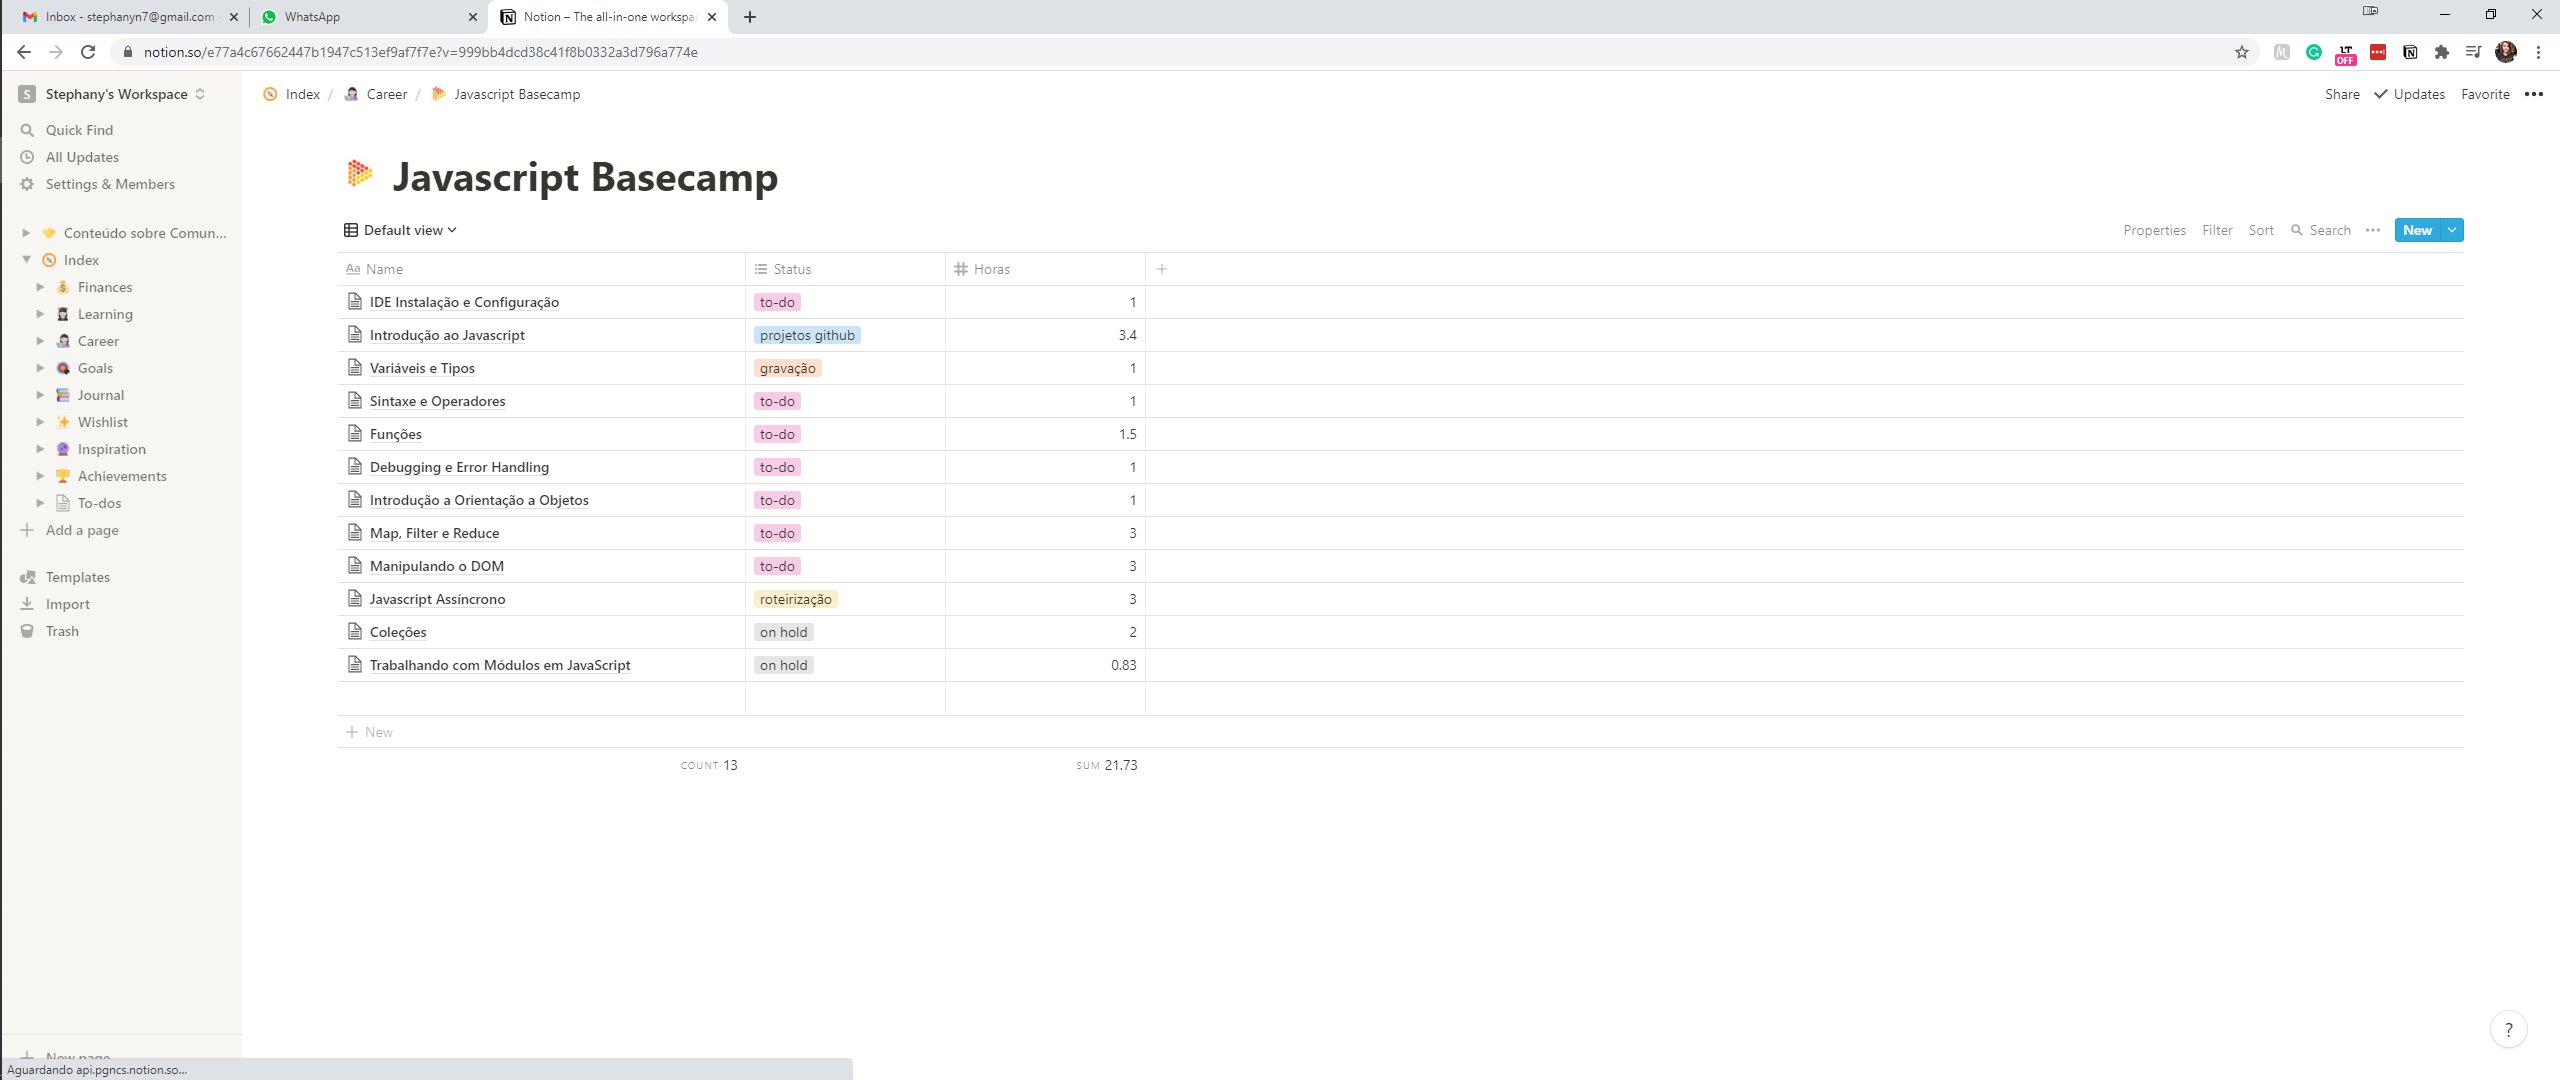 Inbox - stephanyn7@gmail.com
WhatsApp
Notion – The all-in-one workspa
notion.so/e77a4c67662447b1947c513ef9af7f7e?v=999bb4dcd38c41f8b0332a3d796a774e
LT
OFF
S Stephany's Workspace
Index / Career / Javascript Basecamp
Share Updates Favorite
Quick Find
All Updates
Settings & Members
Conteúdo sobre Comun...
Index
Finances
Learning
Career
Goals
Journal
Wishlist
Inspiration
Achievements
To-dos
Add a page
Templates
Import
Trash
New page
Javascript Basecamp
Default view
Properties Filter Sort Search New
Aa Name Status Horas
IDE Instalação e Configuração to-do 1
Introdução ao Javascript projetos github 3.4
Variáveis e Tipos gravação 1
Sintaxe e Operadores to-do 1
Funções to-do 1.5
Debugging e Error Handling to-do 1
Introdução a Orientação a Objetos to-do 1
Map, Filter e Reduce to-do 3
Manipulando o DOM to-do 3
Javascript Assíncrono roteirização 3
Coleções on hold 2
Trabalhando com Módulos em JavaScript on hold 0.83
New
COUNT 13 SUM 21.73
?
Aguardando api.pgncs.notion.so...